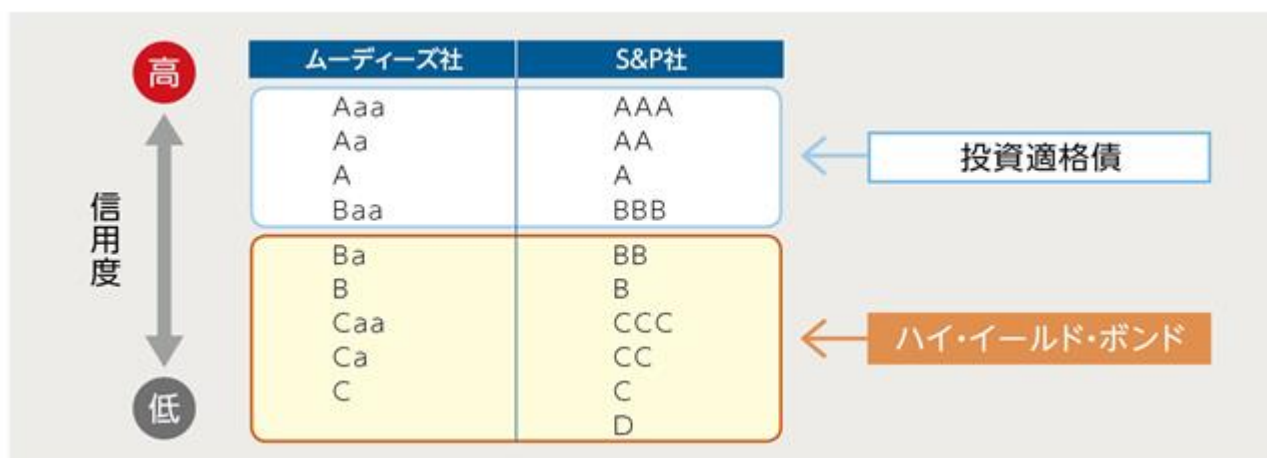 高
ムーディーズ社 S&P社
Aaa AAA
Aa AA
A A
Baa BBB
投資適格債
信用度
Ba BB
B B
Caa CCC
Ca CC
C C
D
ハイ・イールド・ボンド
低